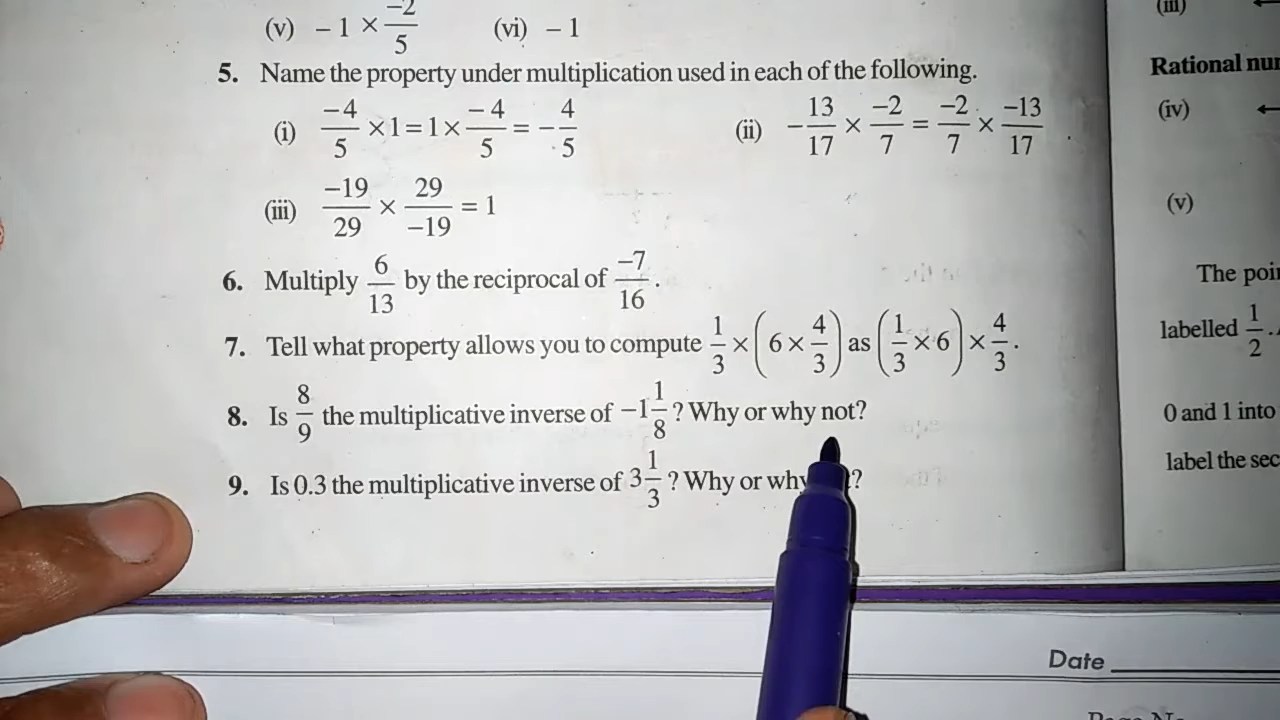 (v) −1 × −2/5 (vi) −1
5. Name the property under multiplication used in each of the following.
(i) −4/5 × 1 = 1 × −4/5 = −4/5 (ii) −13/17 × −2/7 = −2/7 × −13/17
(iii) −19/29 × 29/−19 = 1
6. Multiply 6/13 by the reciprocal of −7/16.
7. Tell what property allows you to compute 1/3 × (6 × 4/3) as (1/3 × 6) × 4/3.
8. Is 8/9 the multiplicative inverse of −1 1/8? Why or why not?
9. Is 0.3 the multiplicative inverse of 3 1/3? Why or why ?
(iii)
Rational
(iv)
(v)
The
labelled 1/2.
0 and 1 into
label the
Date